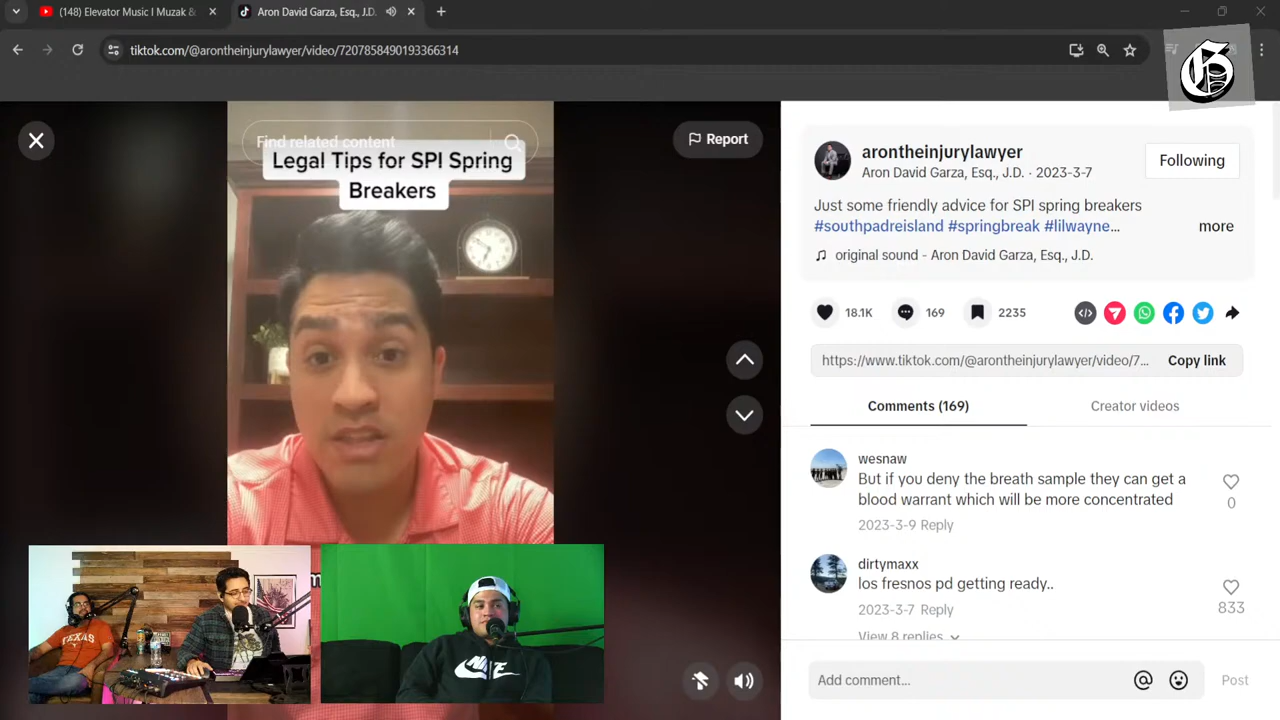 (148) Elevator Music I Muzak &
Aron David Garza, Esq., J.D.
tiktok.com/@arontheinjurylawyer/video/7207858490193366314
Find related content
Report
Legal Tips for SPI Spring
Breakers
arontheinjurylawyer
Aron David Garza, Esq., J.D. · 2023-3-7
Following
Just some friendly advice for SPI spring breakers
#southpadreisland #springbreak #lilwayne...
more
original sound - Aron David Garza, Esq., J.D.
18.1K
169
2235
https://www.tiktok.com/@arontheinjurylawyer/video/7...
Copy link
Comments (169)
Creator videos
wesnaw
But if you deny the breath sample they can get a
blood warrant which will be more concentrated
0
2023-3-9 Reply
dirtymaxx
los fresnos pd getting ready..
833
2023-3-7 Reply
View 8 replies
Add comment...
Post
TEXAS